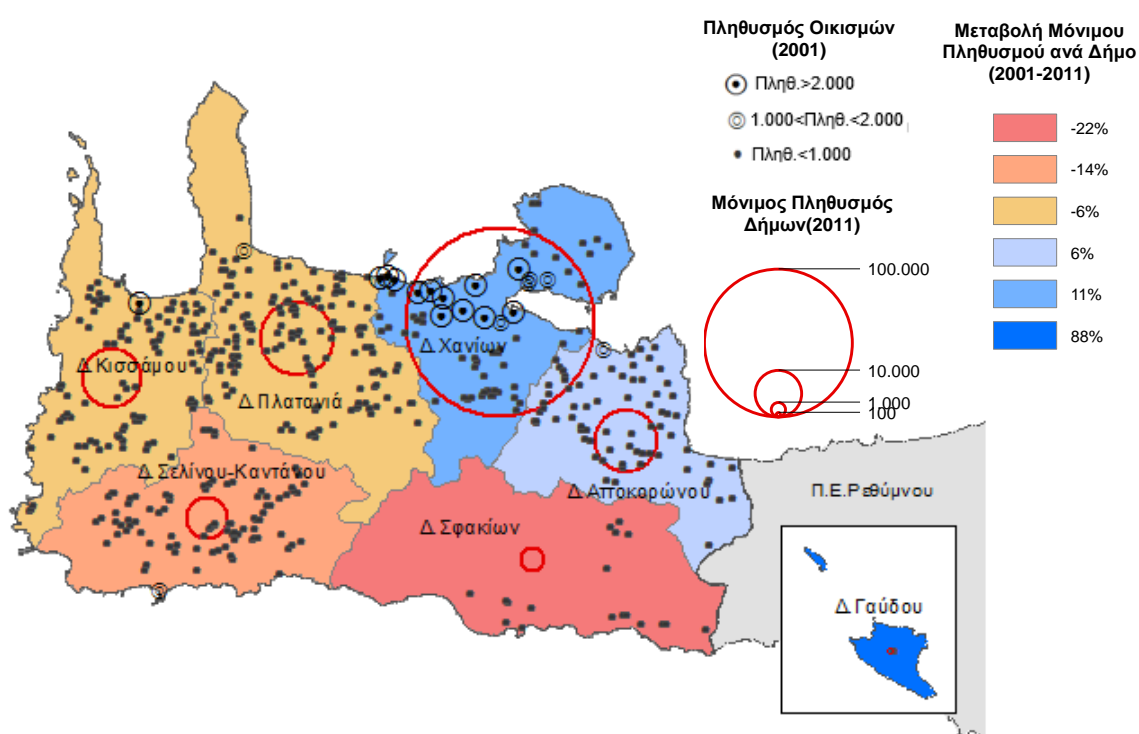 Πληθυσμός Οικισμών
(2001)
Πληθ.>2.000
1.000<Πληθ.<2.000
Πληθ.<1.000
Μεταβολή Μόνιμου
Πληθυσμού ανά Δήμο
(2001-2011)
-22%
-14%
-6%
6%
11%
88%
Μόνιμος Πληθυσμός
Δήμων(2011)
100.000
10.000
1.000
100
Δ.Χανίων
Δ.Κισσάμου
Δ.Πλατανιά
Δ.Σελίνου-Καντάνου
Δ.Αποκορώνου
Π.Ε.Ρεθύμνου
Δ.Σφακίων
Δ.Γαύδου